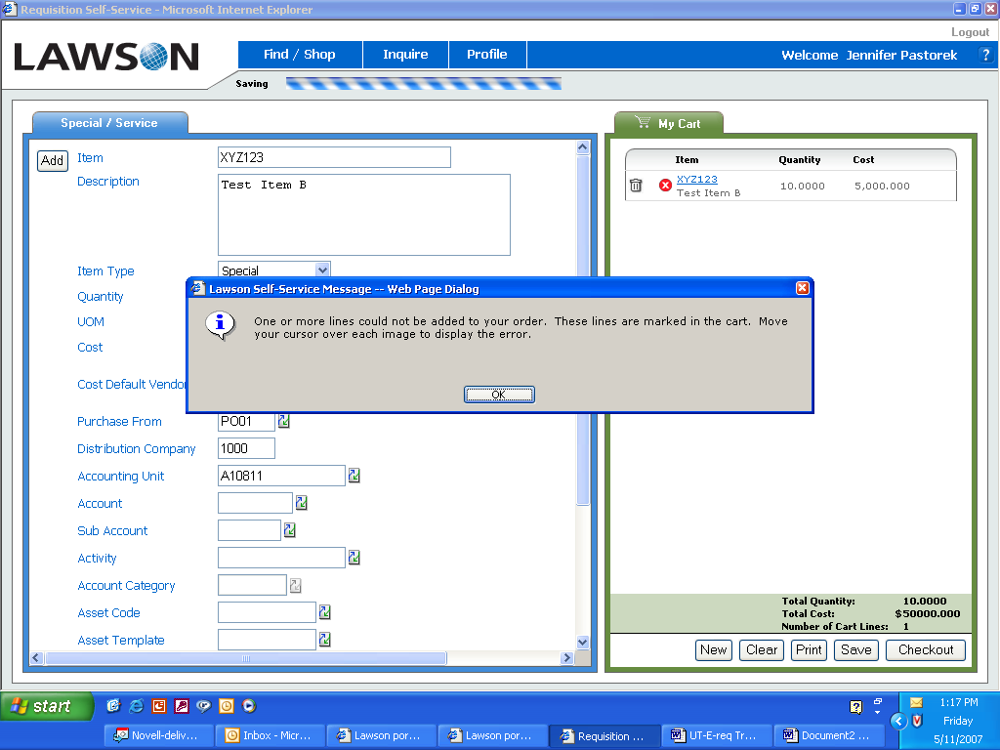 Requisition Self-Service - Microsoft Internet Explorer
Logout
LAWSON
Find / Shop
Inquire
Profile
Welcome Jennifer Pastorek
?
Saving
Special / Service
Add
Item
XYZ123
Description
Test Item B
Item Type
Special
Quantity
UOM
Cost
Cost Default Vendor
Purchase From
PO01
Distribution Company
1000
Accounting Unit
A10811
Account
Sub Account
Activity
Account Category
Asset Code
Asset Template
My Cart
Item Quantity Cost
XYZ123 10.0000 5,000.000
Test Item B
Lawson Self-Service Message -- Web Page Dialog
One or more lines could not be added to your order. These lines are marked in the cart. Move
your cursor over each image to display the error.
OK
Total Quantity: 10.0000
Total Cost: $50000.000
Number of Cart Lines: 1
New
Clear
Print
Save
Checkout
start
Novell-deliv...
Inbox - Micr...
Lawson por...
Lawson por...
Requisition ...
UT-E-req Tr...
Document2 ...
1:17 PM
Friday
5/11/2007